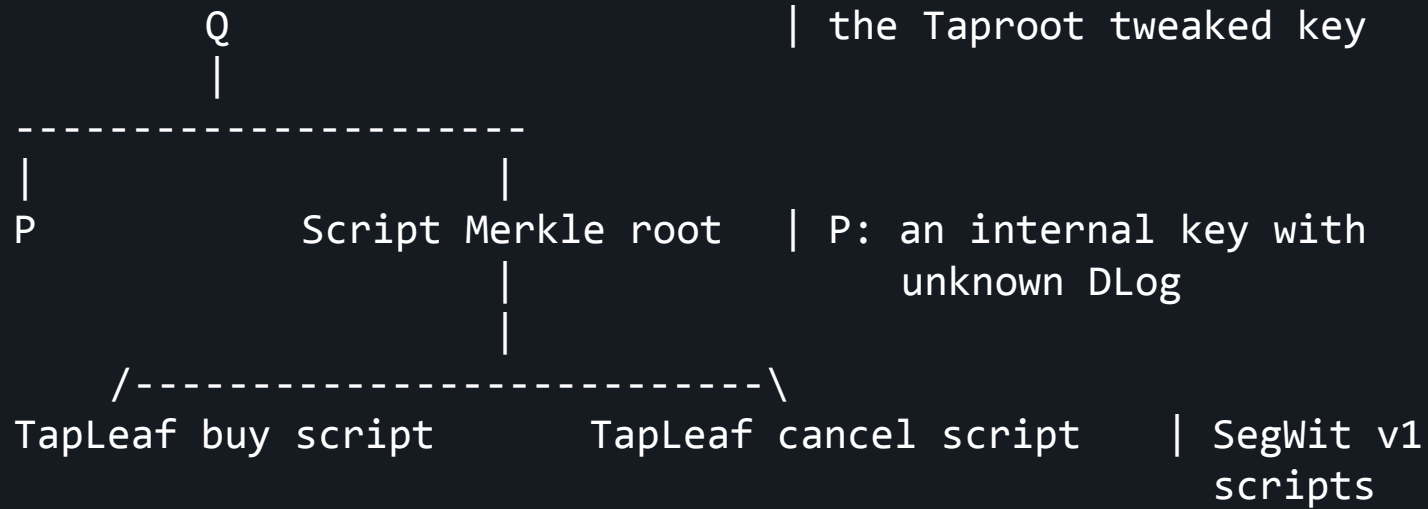 Q                        | the Taproot tweaked key
        |
----------------------
|                    |
P            Script Merkle root   | P: an internal key with
                     |                unknown DLog
                     |
    /---------------------------\
TapLeaf buy script       TapLeaf cancel script    | SegWit v1
                                                    scripts